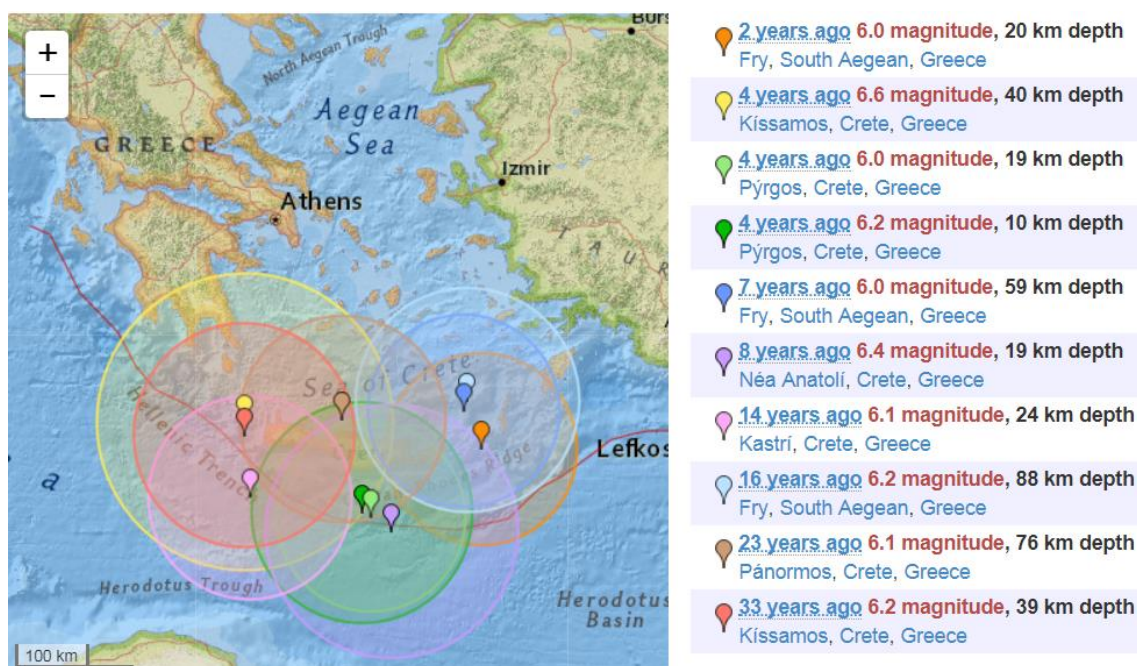 +
−
Burs
North Aegean Trough
Aegean
Sea
GREECE
Izmir
Athens
T A U R
Sea of Crete
Hellenic Trench
Ridge
Lefkos
a
Herodotus Trough
Herodotus
Basin
100 km
2 years ago 6.0 magnitude, 20 km depth
Fry, South Aegean, Greece
4 years ago 6.6 magnitude, 40 km depth
Kíssamos, Crete, Greece
4 years ago 6.0 magnitude, 19 km depth
Pýrgos, Crete, Greece
4 years ago 6.2 magnitude, 10 km depth
Pýrgos, Crete, Greece
7 years ago 6.0 magnitude, 59 km depth
Fry, South Aegean, Greece
8 years ago 6.4 magnitude, 19 km depth
Néa Anatolí, Crete, Greece
14 years ago 6.1 magnitude, 24 km depth
Kastrí, Crete, Greece
16 years ago 6.2 magnitude, 88 km depth
Fry, South Aegean, Greece
23 years ago 6.1 magnitude, 76 km depth
Pánormos, Crete, Greece
33 years ago 6.2 magnitude, 39 km depth
Kíssamos, Crete, Greece